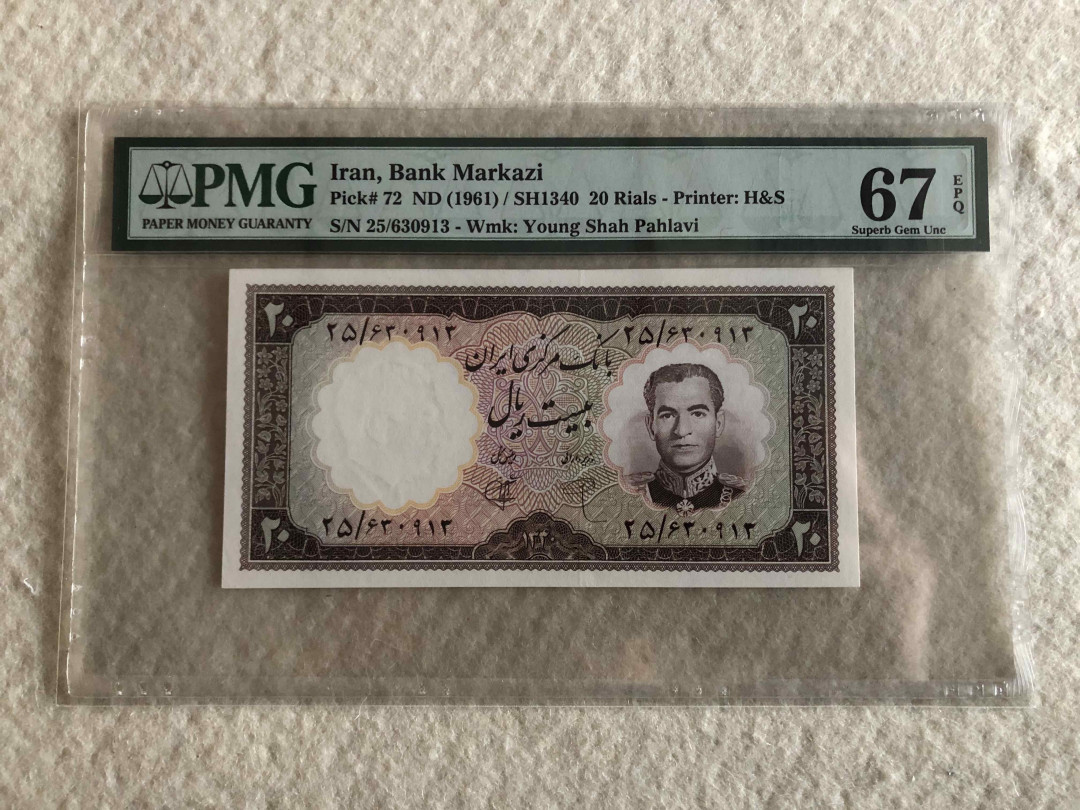 PMG
PAPER MONEY GUARANTY
Iran, Bank Markazi
Pick# 72 ND (1961) / SH1340 20 Rials - Printer: H&S
S/N 25/630913 - Wmk: Young Shah Pahlavi
67
EPQ
Superb Gem Unc
۲۰
۲۰
۲۵/۶۳۰۹۱۳
۲۵/۶۳۰۹۱۳
بانک مرکزی ایران
بیست ریال
وزیر دارائی
۲۵/۶۳۰۹۱۳
۲۵/۶۳۰۹۱۳
۲۰
۱۳۴۰
۲۰